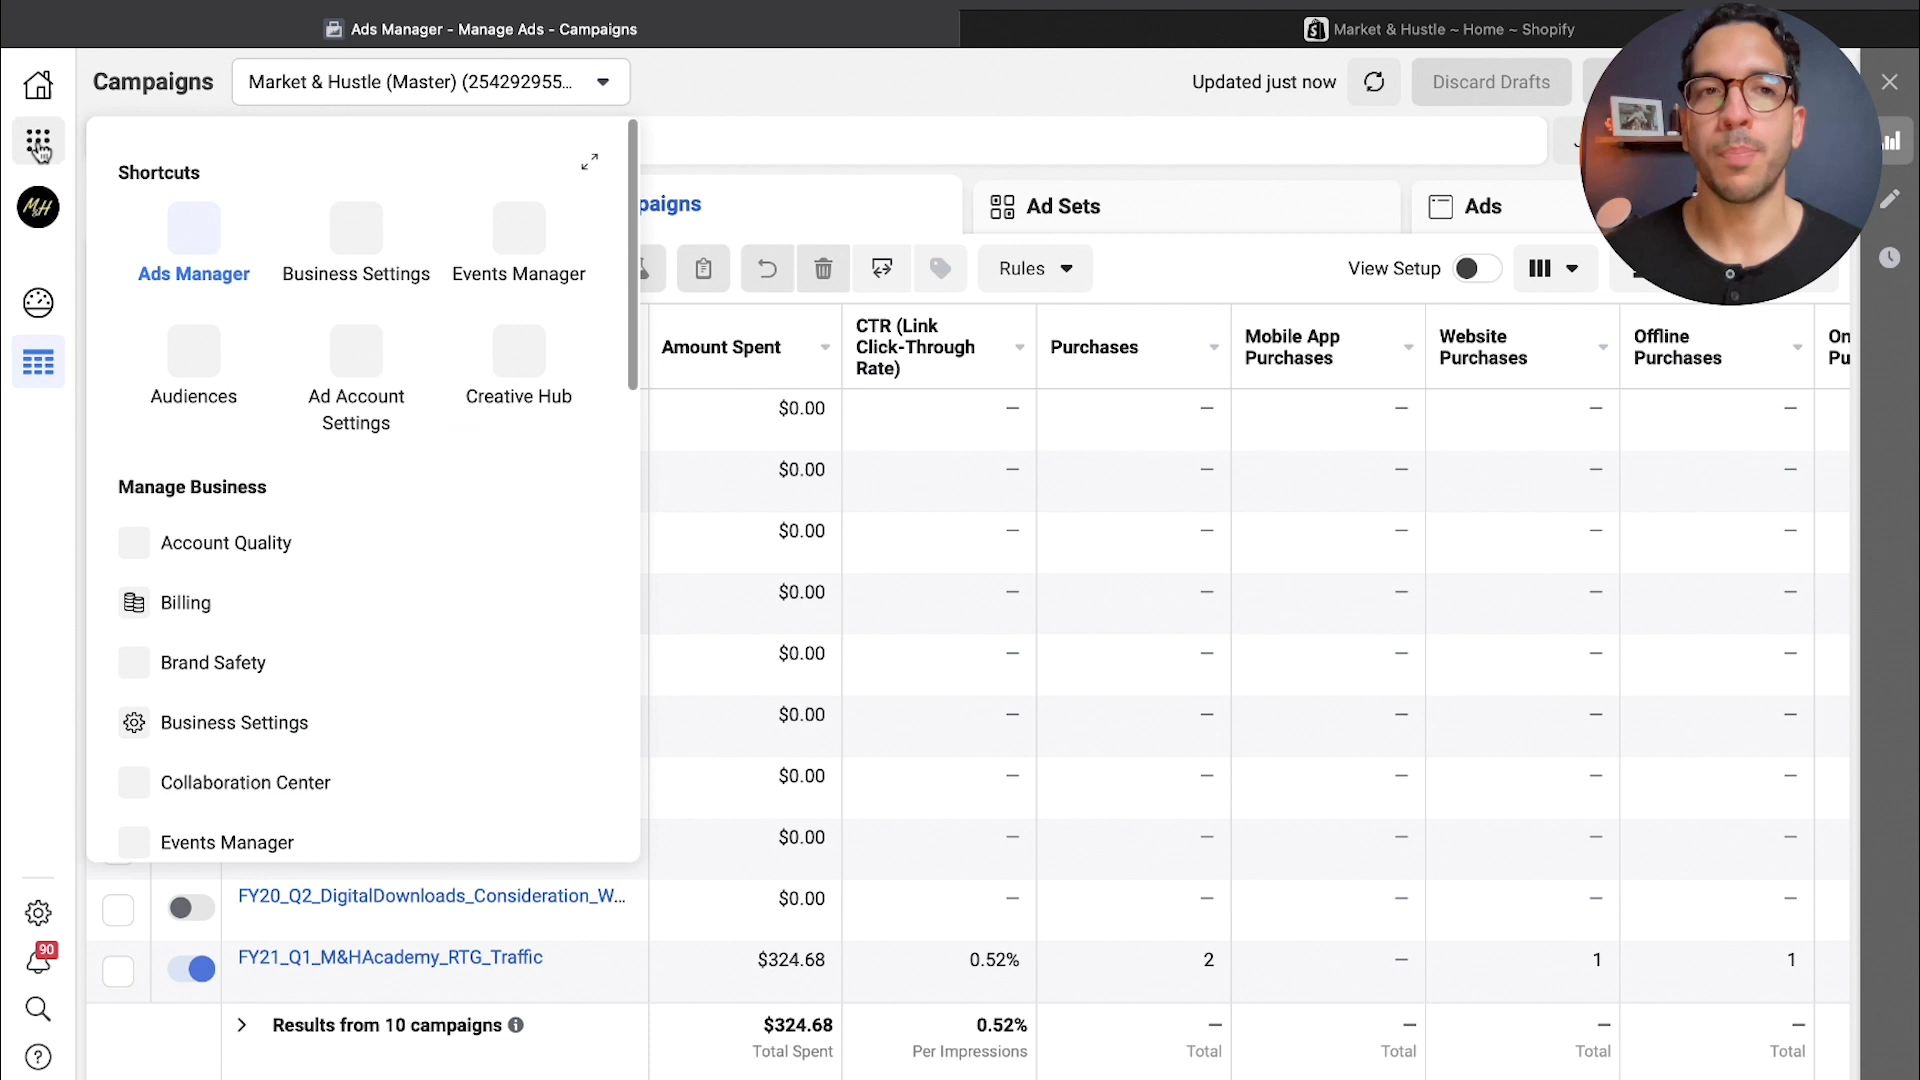 Ads Manager - Manage Ads - Campaigns
Market & Hustle ~ Home ~ Shopify
Campaigns
Market & Hustle (Master) (254292955...
Updated just now
Discard Drafts
Shortcuts
Ads Manager
Business Settings
Events Manager
Audiences
Ad Account
Settings
Creative Hub
Manage Business
Account Quality
Billing
Brand Safety
Business Settings
Collaboration Center
Events Manager
M&H
paigns
Ad Sets
Ads
Rules
View Setup
Amount Spent
CTR (Link
Click-Through
Rate)
Purchases
Mobile App
Purchases
Website
Purchases
Offline
Purchases
On
Pu
$0.00 — — — — —
$0.00 — — — — —
$0.00 — — — — —
$0.00 — — — — —
$0.00 — — — — —
$0.00 — — — — —
$0.00 — — — — —
$0.00 — — — — —
FY20_Q2_DigitalDownloads_Consideration_W... $0.00 — — — — —
FY21_Q1_M&HAcademy_RTG_Traffic $324.68 0.52% 2 — 1 1
Results from 10 campaigns $324.68 0.52% — — — —
Total Spent Per Impressions Total Total Total Total
90